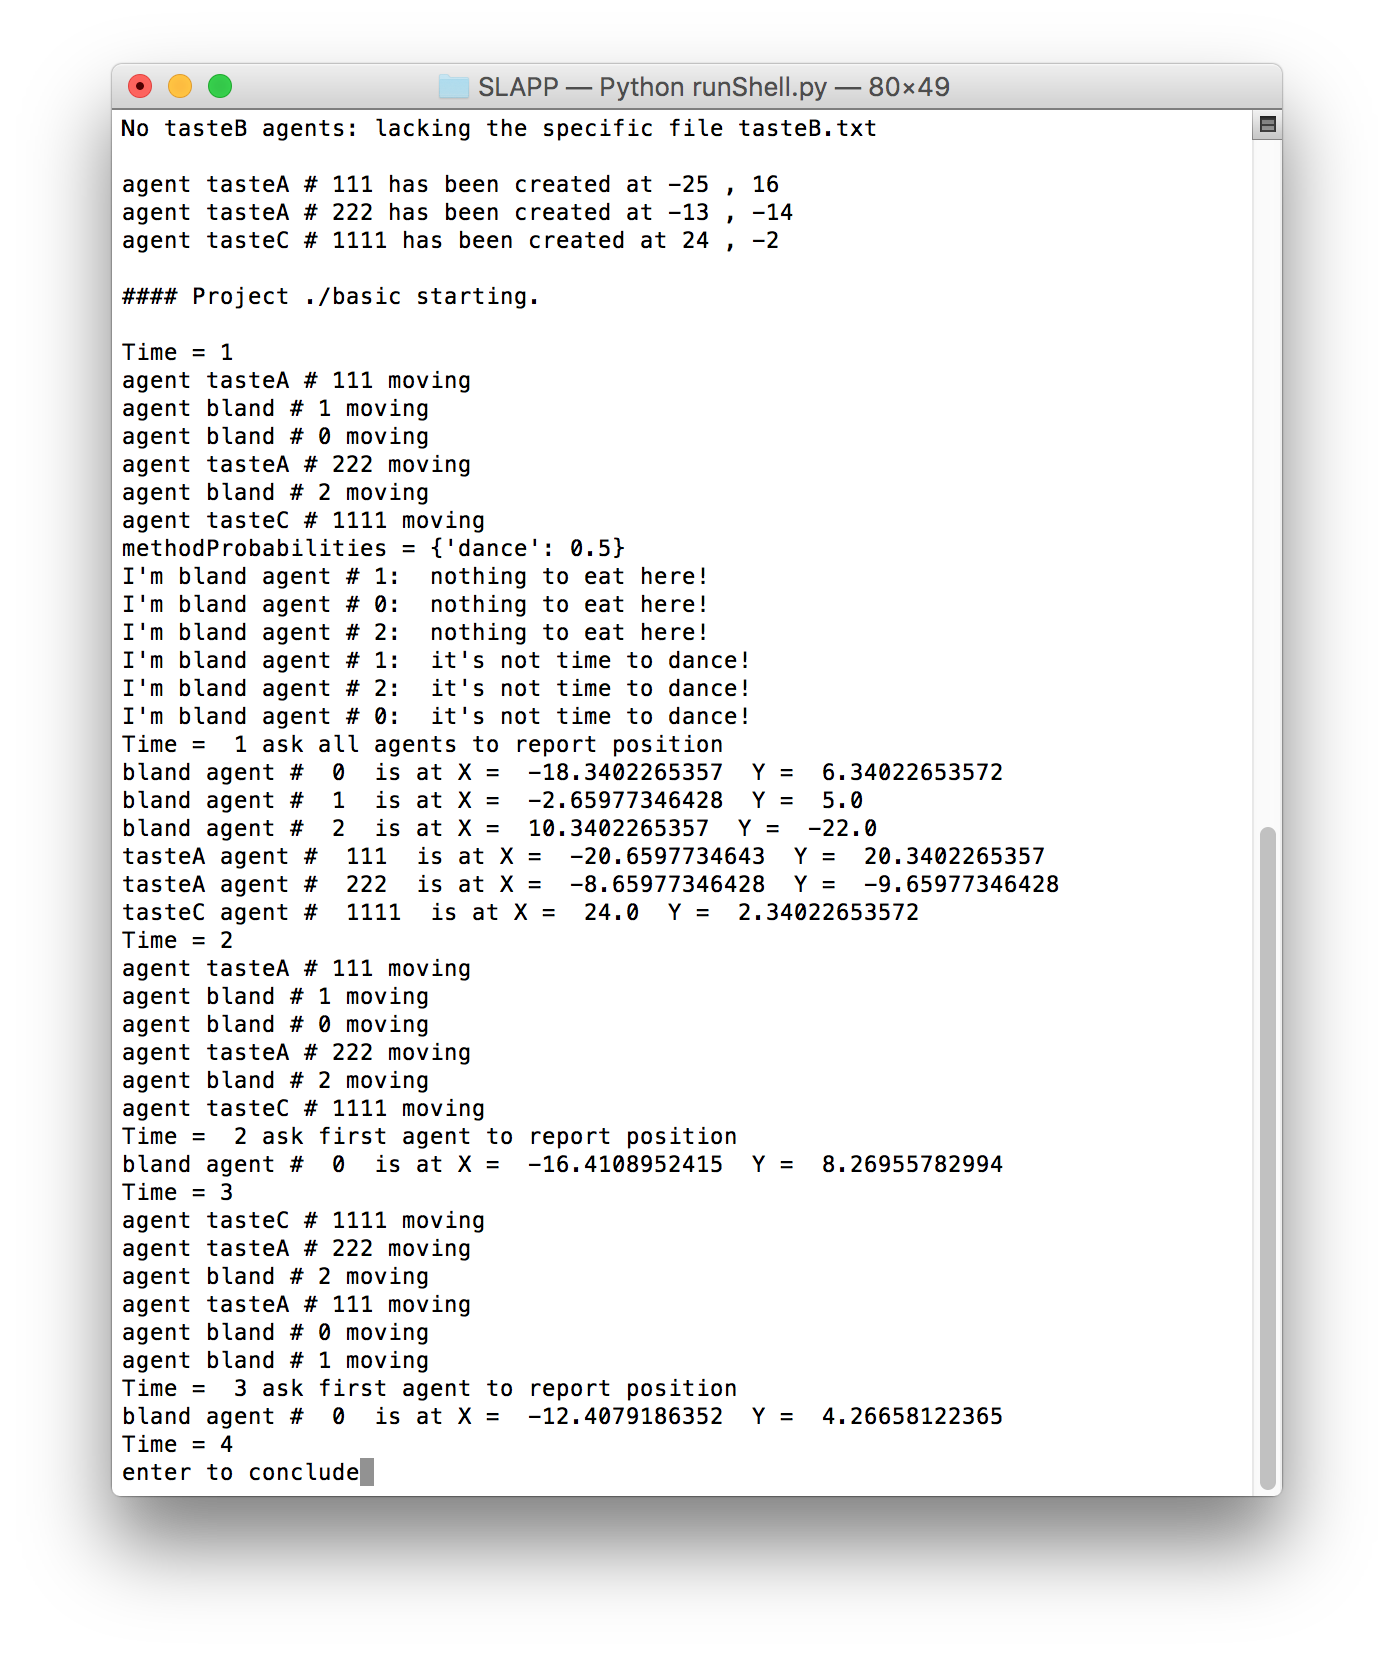 SLAPP — Python runShell.py — 80×49
No tasteB agents: lacking the specific file tasteB.txt
agent tasteA # 111 has been created at -25 , 16
agent tasteA # 222 has been created at -13 , -14
agent tasteC # 1111 has been created at 24 , -2
#### Project ./basic starting.
Time = 1
agent tasteA # 111 moving
agent bland # 1 moving
agent bland # 0 moving
agent tasteA # 222 moving
agent bland # 2 moving
agent tasteC # 1111 moving
methodProbabilities = {'dance': 0.5}
I'm bland agent # 1:  nothing to eat here!
I'm bland agent # 0:  nothing to eat here!
I'm bland agent # 2:  nothing to eat here!
I'm bland agent # 1:  it's not time to dance!
I'm bland agent # 2:  it's not time to dance!
I'm bland agent # 0:  it's not time to dance!
Time =  1 ask all agents to report position
bland agent #  0  is at X =  -18.3402265357  Y =  6.34022653572
bland agent #  1  is at X =  -2.65977346428  Y =  5.0
bland agent #  2  is at X =  10.3402265357  Y =  -22.0
tasteA agent #  111  is at X =  -20.6597734643  Y =  20.3402265357
tasteA agent #  222  is at X =  -8.65977346428  Y =  -9.65977346428
tasteC agent #  1111  is at X =  24.0  Y =  2.34022653572
Time = 2
agent tasteA # 111 moving
agent bland # 1 moving
agent bland # 0 moving
agent tasteA # 222 moving
agent bland # 2 moving
agent tasteC # 1111 moving
Time =  2 ask first agent to report position
bland agent #  0  is at X =  -16.4108952415  Y =  8.26955782994
Time = 3
agent tasteC # 1111 moving
agent tasteA # 222 moving
agent bland # 2 moving
agent tasteA # 111 moving
agent bland # 0 moving
agent bland # 1 moving
Time =  3 ask first agent to report position
bland agent #  0  is at X =  -12.4079186352  Y =  4.26658122365
Time = 4
enter to conclude